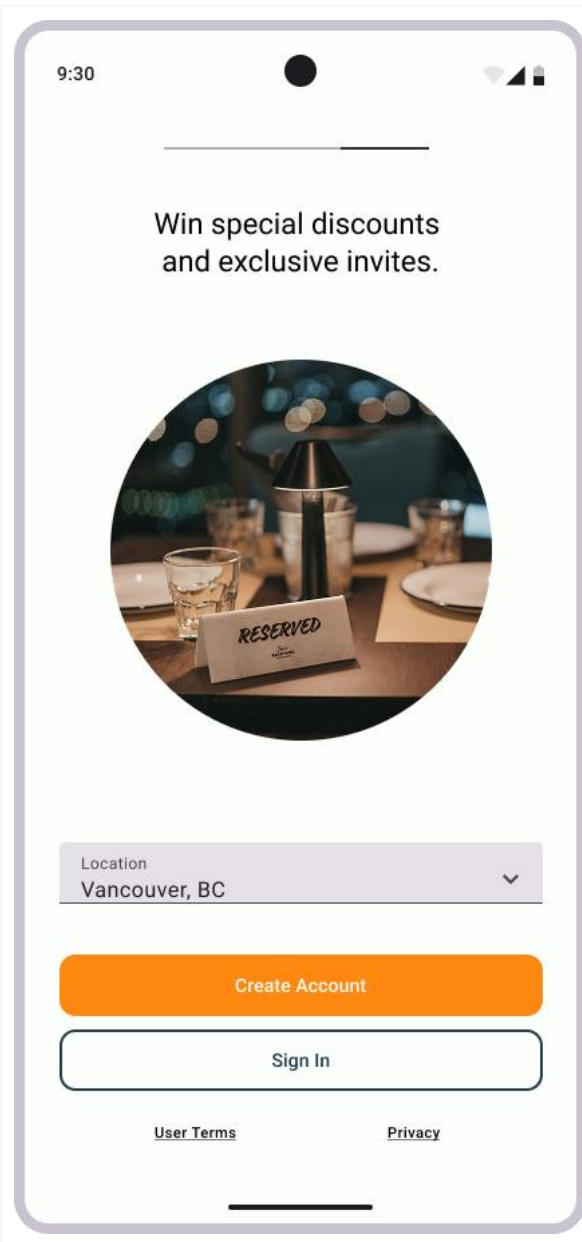 9:30
Win special discounts
and exclusive invites.
RESERVED
Location
Vancouver, BC
Create Account
Sign In
User Terms
Privacy